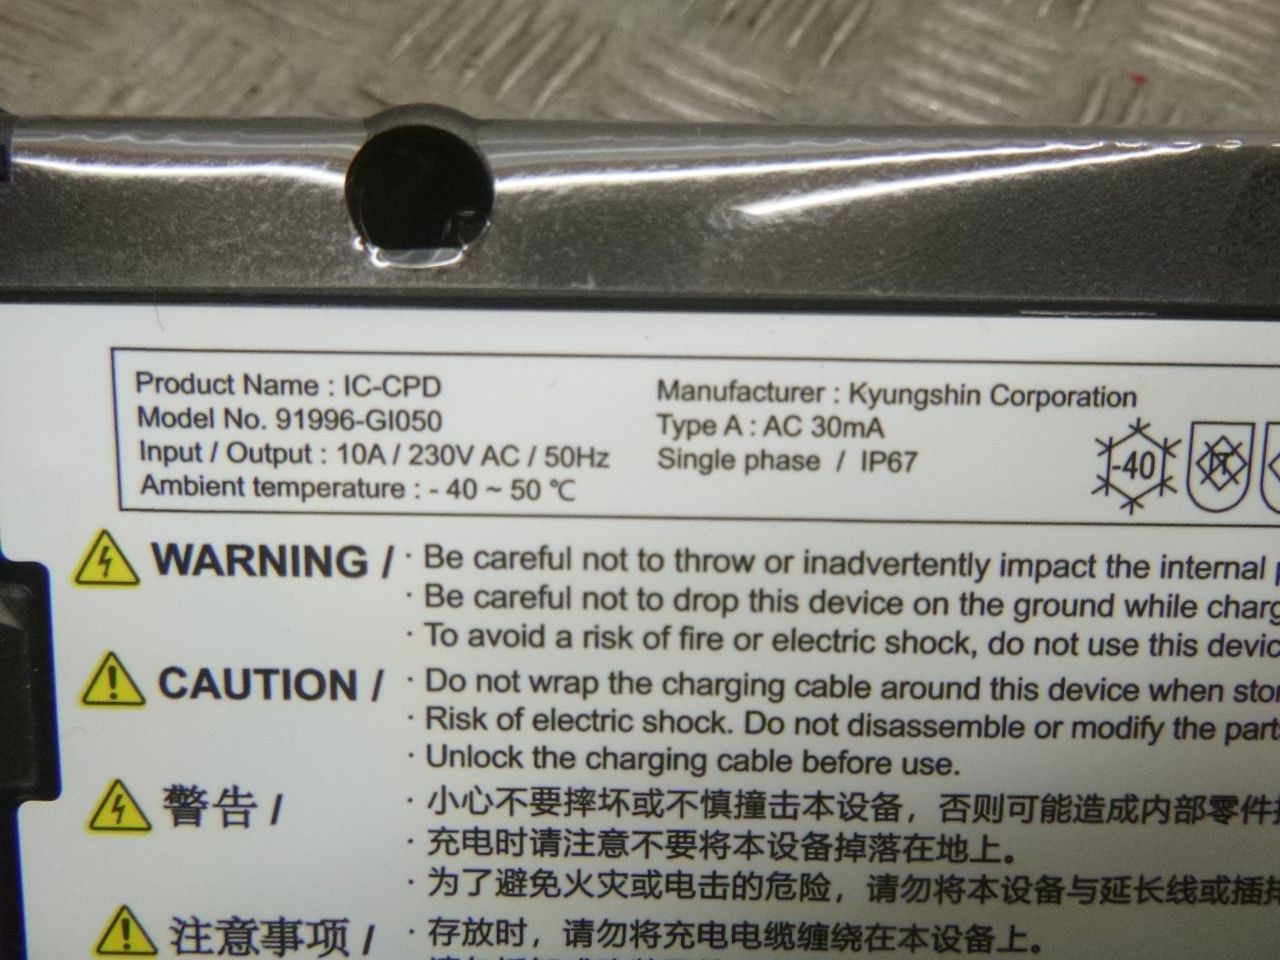 Product Name : IC-CPD
Model No. 91996-GI050
Input / Output : 10A / 230V AC / 50Hz
Ambient temperature : - 40 ~ 50 ℃
Manufacturer : Kyungshin Corporation
Type A : AC 30mA
Single phase / IP67
-40
IT
WARNING / · Be careful not to throw or inadvertently impact the internal
· Be careful not to drop this device on the ground while charg
· To avoid a risk of fire or electric shock, do not use this devic
CAUTION / · Do not wrap the charging cable around this device when stor
· Risk of electric shock. Do not disassemble or modify the parts
· Unlock the charging cable before use.
警告 / · 小心不要摔坏或不慎撞击本设备，否则可能造成内部零件
· 充电时请注意不要将本设备掉落在地上。
· 为了避免火灾或电击的危险，请勿将本设备与延长线或插
注意事项 / · 存放时，请勿将充电电缆缠绕在本设备上。